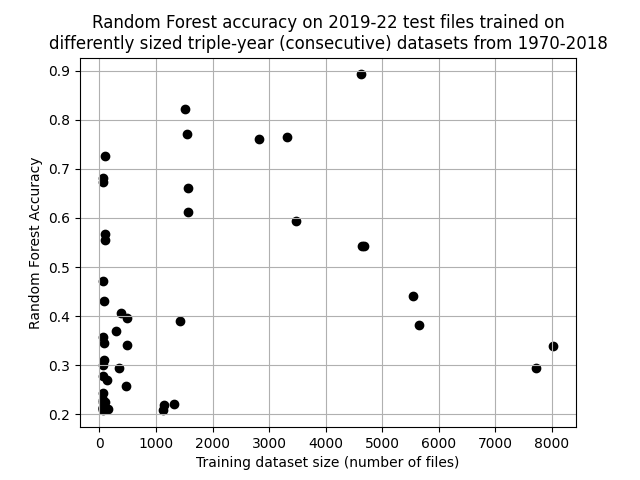 Random Forest accuracy on 2019-22 test files trained on
differently sized triple-year (consecutive) datasets from 1970-2018
0.9
0.8
0.7
0.6
0.5
0.4
0.3
0.2
Random Forest Accuracy
0 1000 2000 3000 4000 5000 6000 7000 8000
Training dataset size (number of files)